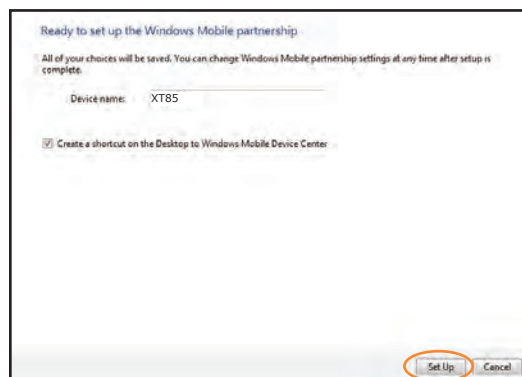 Ready to set up the Windows Mobile partnership
All of your choices will be saved. You can change Windows Mobile partnership settings at any time after setup is
complete.
Device name: XT85
Create a shortcut on the Desktop to Windows Mobile Device Center
Set Up Cancel